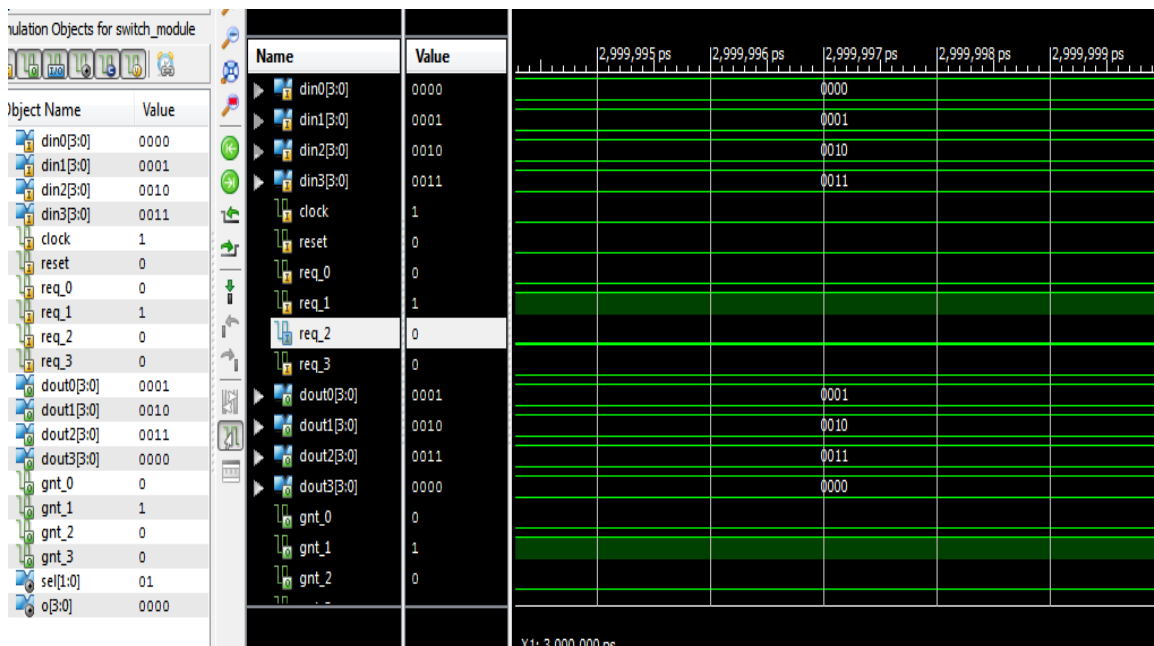 nulation Objects for switch_module
Object Name Value
din0[3:0] 0000
din1[3:0] 0001
din2[3:0] 0010
din3[3:0] 0011
clock 1
reset 0
req_0 0
req_1 1
req_2 0
req_3 0
dout0[3:0] 0001
dout1[3:0] 0010
dout2[3:0] 0011
dout3[3:0] 0000
gnt_0 0
gnt_1 1
gnt_2 0
gnt_3 0
sel[1:0] 01
o[3:0] 0000
Name Value
2,999,995 ps 2,999,996 ps 2,999,997 ps 2,999,998 ps 2,999,999 ps
din0[3:0] 0000 0000
din1[3:0] 0001 0001
din2[3:0] 0010 0010
din3[3:0] 0011 0011
clock 1
reset 0
req_0 0
req_1 1
req_2 0
req_3 0
dout0[3:0] 0001 0001
dout1[3:0] 0010 0010
dout2[3:0] 0011 0011
dout3[3:0] 0000 0000
gnt_0 0
gnt_1 1
gnt_2 0
X1: 3,000,000 ps